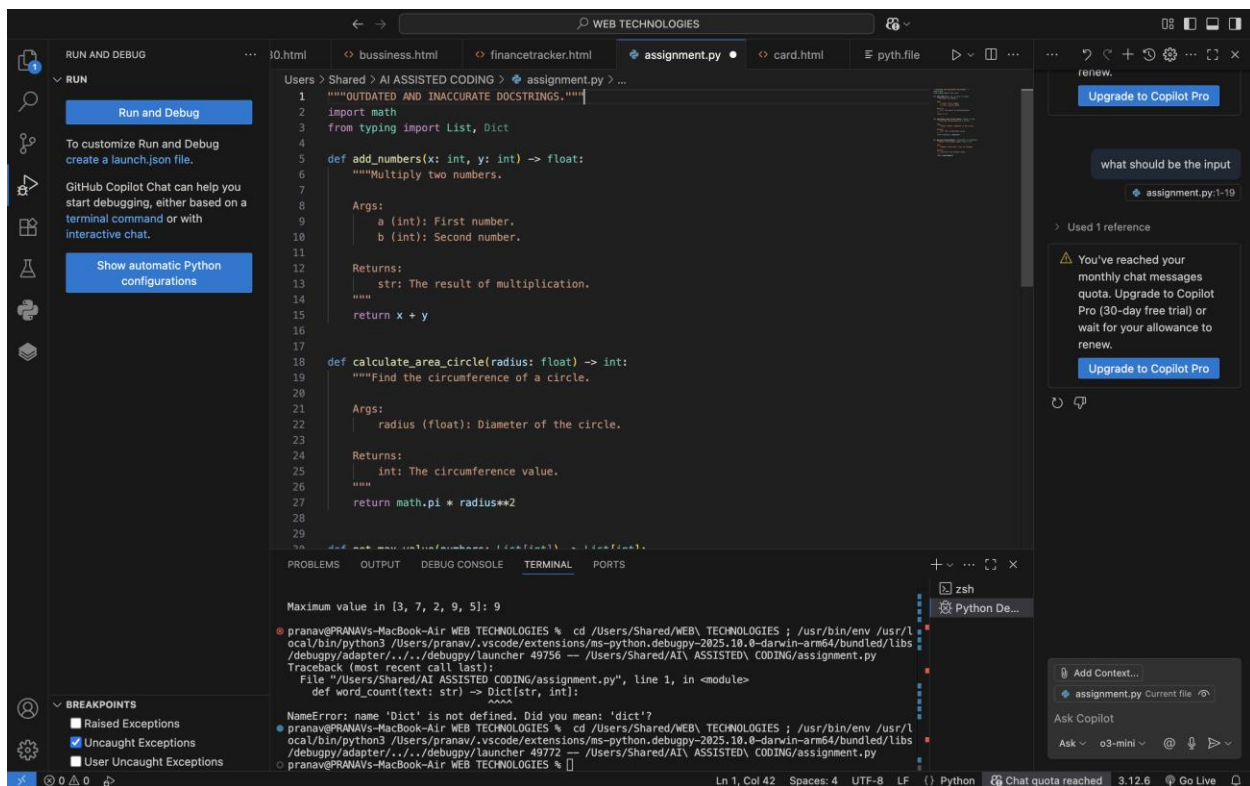 WEB TECHNOLOGIES
RUN AND DEBUG
RUN
Run and Debug
To customize Run and Debug
create a launch.json file.
GitHub Copilot Chat can help you
start debugging, either based on a
terminal command or with
interactive chat.
Show automatic Python
configurations
BREAKPOINTS
Raised Exceptions
Uncaught Exceptions
User Uncaught Exceptions
30.html bussiness.html financetracker.html assignment.py card.html pyth.file
Users > Shared > AI ASSISTED CODING > assignment.py > ...
1 """OUTDATED AND INACCURATE DOCSTRINGS."""
2 import math
3 from typing import List, Dict
4
5 def add_numbers(x: int, y: int) -> float:
6 """Multiply two numbers.
7
8 Args:
9 a (int): First number.
10 b (int): Second number.
11
12 Returns:
13 str: The result of multiplication.
14 """
15 return x + y
16
17
18 def calculate_area_circle(radius: float) -> int:
19 """Find the circumference of a circle.
20
21 Args:
22 radius (float): Diameter of the circle.
23
24 Returns:
25 int: The circumference value.
26 """
27 return math.pi * radius**2
28
29
30 def get_max_value(numbers: List[int]) -> List[int]:
PROBLEMS OUTPUT DEBUG CONSOLE TERMINAL PORTS
Maximum value in [3, 7, 2, 9, 5]: 9
pranav@PRANAVs-MacBook-Air WEB TECHNOLOGIES % cd /Users/Shared/WEB\ TECHNOLOGIES ; /usr/bin/env /usr/l
ocal/bin/python3 /Users/pranav/.vscode/extensions/ms-python.debugpy-2025.10.0-darwin-arm64/bundled/libs
/debugpy/adapter/../../debugpy/launcher 49756 -- /Users/Shared/AI\ ASSISTED\ CODING/assignment.py
Traceback (most recent call last):
File "/Users/Shared/AI ASSISTED CODING/assignment.py", line 1, in <module>
def word_count(text: str) -> Dict[str, int]:
^^^^
NameError: name 'Dict' is not defined. Did you mean: 'dict'?
pranav@PRANAVs-MacBook-Air WEB TECHNOLOGIES % cd /Users/Shared/WEB\ TECHNOLOGIES ; /usr/bin/env /usr/l
ocal/bin/python3 /Users/pranav/.vscode/extensions/ms-python.debugpy-2025.10.0-darwin-arm64/bundled/libs
/debugpy/adapter/../../debugpy/launcher 49772 -- /Users/Shared/AI\ ASSISTED\ CODING/assignment.py
pranav@PRANAVs-MacBook-Air WEB TECHNOLOGIES %
zsh
Python De...
renew.
Upgrade to Copilot Pro
what should be the input
assignment.py:1-19
Used 1 reference
You've reached your
monthly chat messages
quota. Upgrade to Copilot
Pro (30-day free trial) or
wait for your allowance to
renew.
Upgrade to Copilot Pro
Add Context...
assignment.py Current file
Ask Copilot
Ask o3-mini
0 0 Ln 1, Col 42 Spaces: 4 UTF-8 LF {} Python Chat quota reached 3.12.6 Go Live